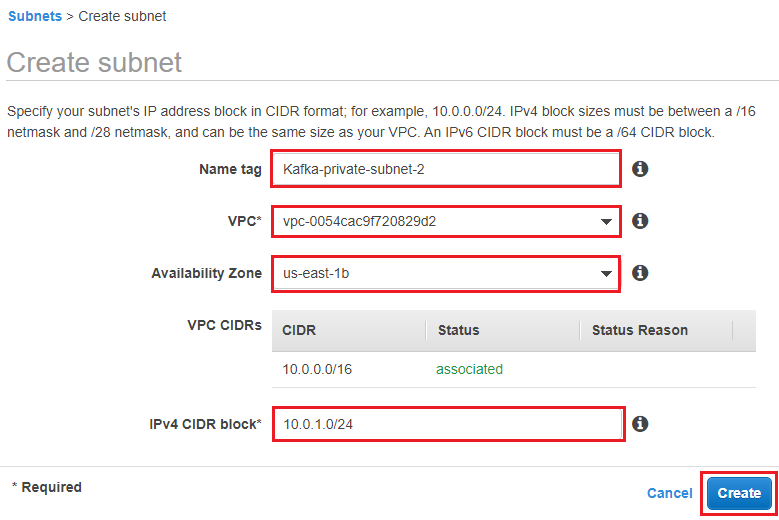 Subnets > Create subnet
Create subnet
Specify your subnet's IP address block in CIDR format; for example, 10.0.0.0/24. IPv4 block sizes must be between a /16
netmask and /28 netmask, and can be the same size as your VPC. An IPv6 CIDR block must be a /64 CIDR block.
Name tag Kafka-private-subnet-2
VPC* vpc-0054cac9f720829d2
Availability Zone us-east-1b
VPC CIDRs CIDR Status Status Reason
10.0.0.0/16 associated
IPv4 CIDR block* 10.0.1.0/24
* Required
Cancel Create